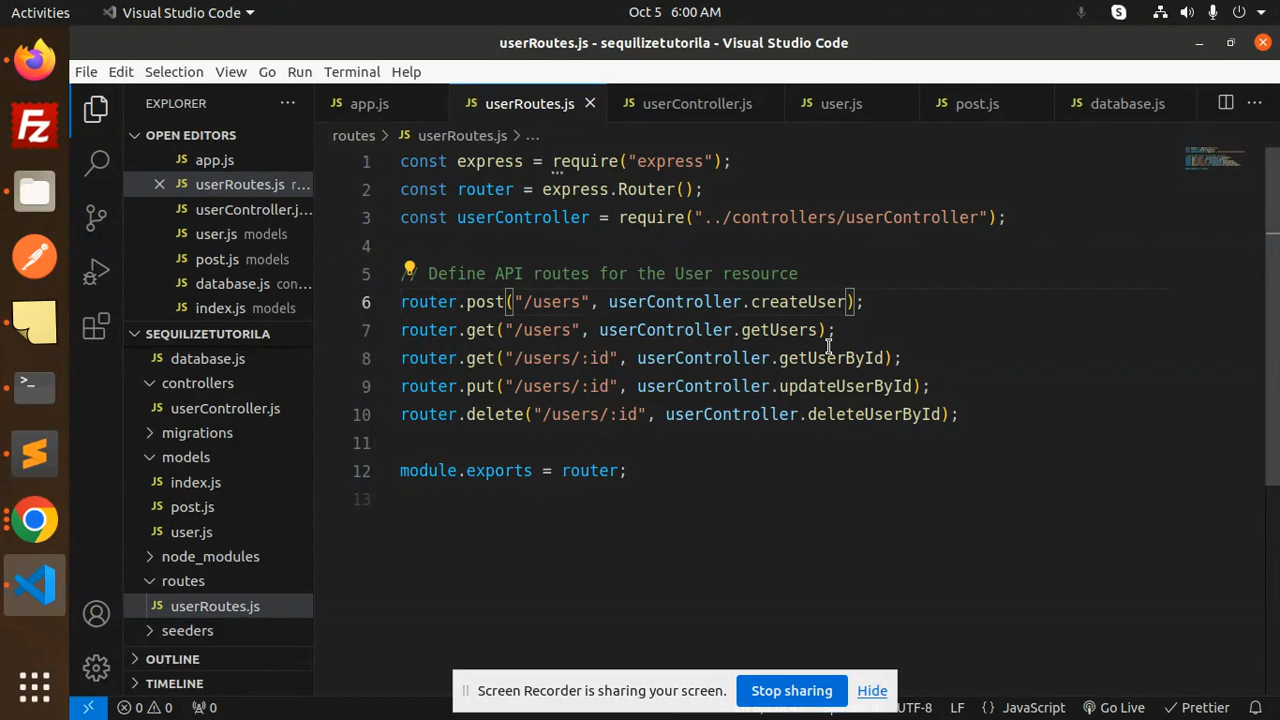 Activities
Visual Studio Code
Oct 5 6:00 AM
userRoutes.js - sequilizetutorila - Visual Studio Code
File Edit Selection View Go Run Terminal Help
EXPLORER
OPEN EDITORS
JS app.js
JS userRoutes.js r...
JS userController.j...
JS user.js models
JS post.js models
JS database.js con...
JS index.js models
SEQUILIZETUTORILA
JS database.js
controllers
JS userController.js
migrations
models
JS index.js
JS post.js
JS user.js
node_modules
routes
JS userRoutes.js
seeders
OUTLINE
TIMELINE
JS app.js
JS userRoutes.js
JS userController.js
JS user.js
JS post.js
JS database.js
routes > JS userRoutes.js > ...
1 const express = require("express");
2 const router = express.Router();
3 const userController = require("../controllers/userController");
4
5 // Define API routes for the User resource
6 router.post("/users", userController.createUser);
7 router.get("/users", userController.getUsers);
8 router.get("/users/:id", userController.getUserById);
9 router.put("/users/:id", userController.updateUserById);
10 router.delete("/users/:id", userController.deleteUserById);
11
12 module.exports = router;
13
Screen Recorder is sharing your screen.
Stop sharing
Hide
0 0 0
UTF-8
LF
JavaScript
Go Live
Prettier